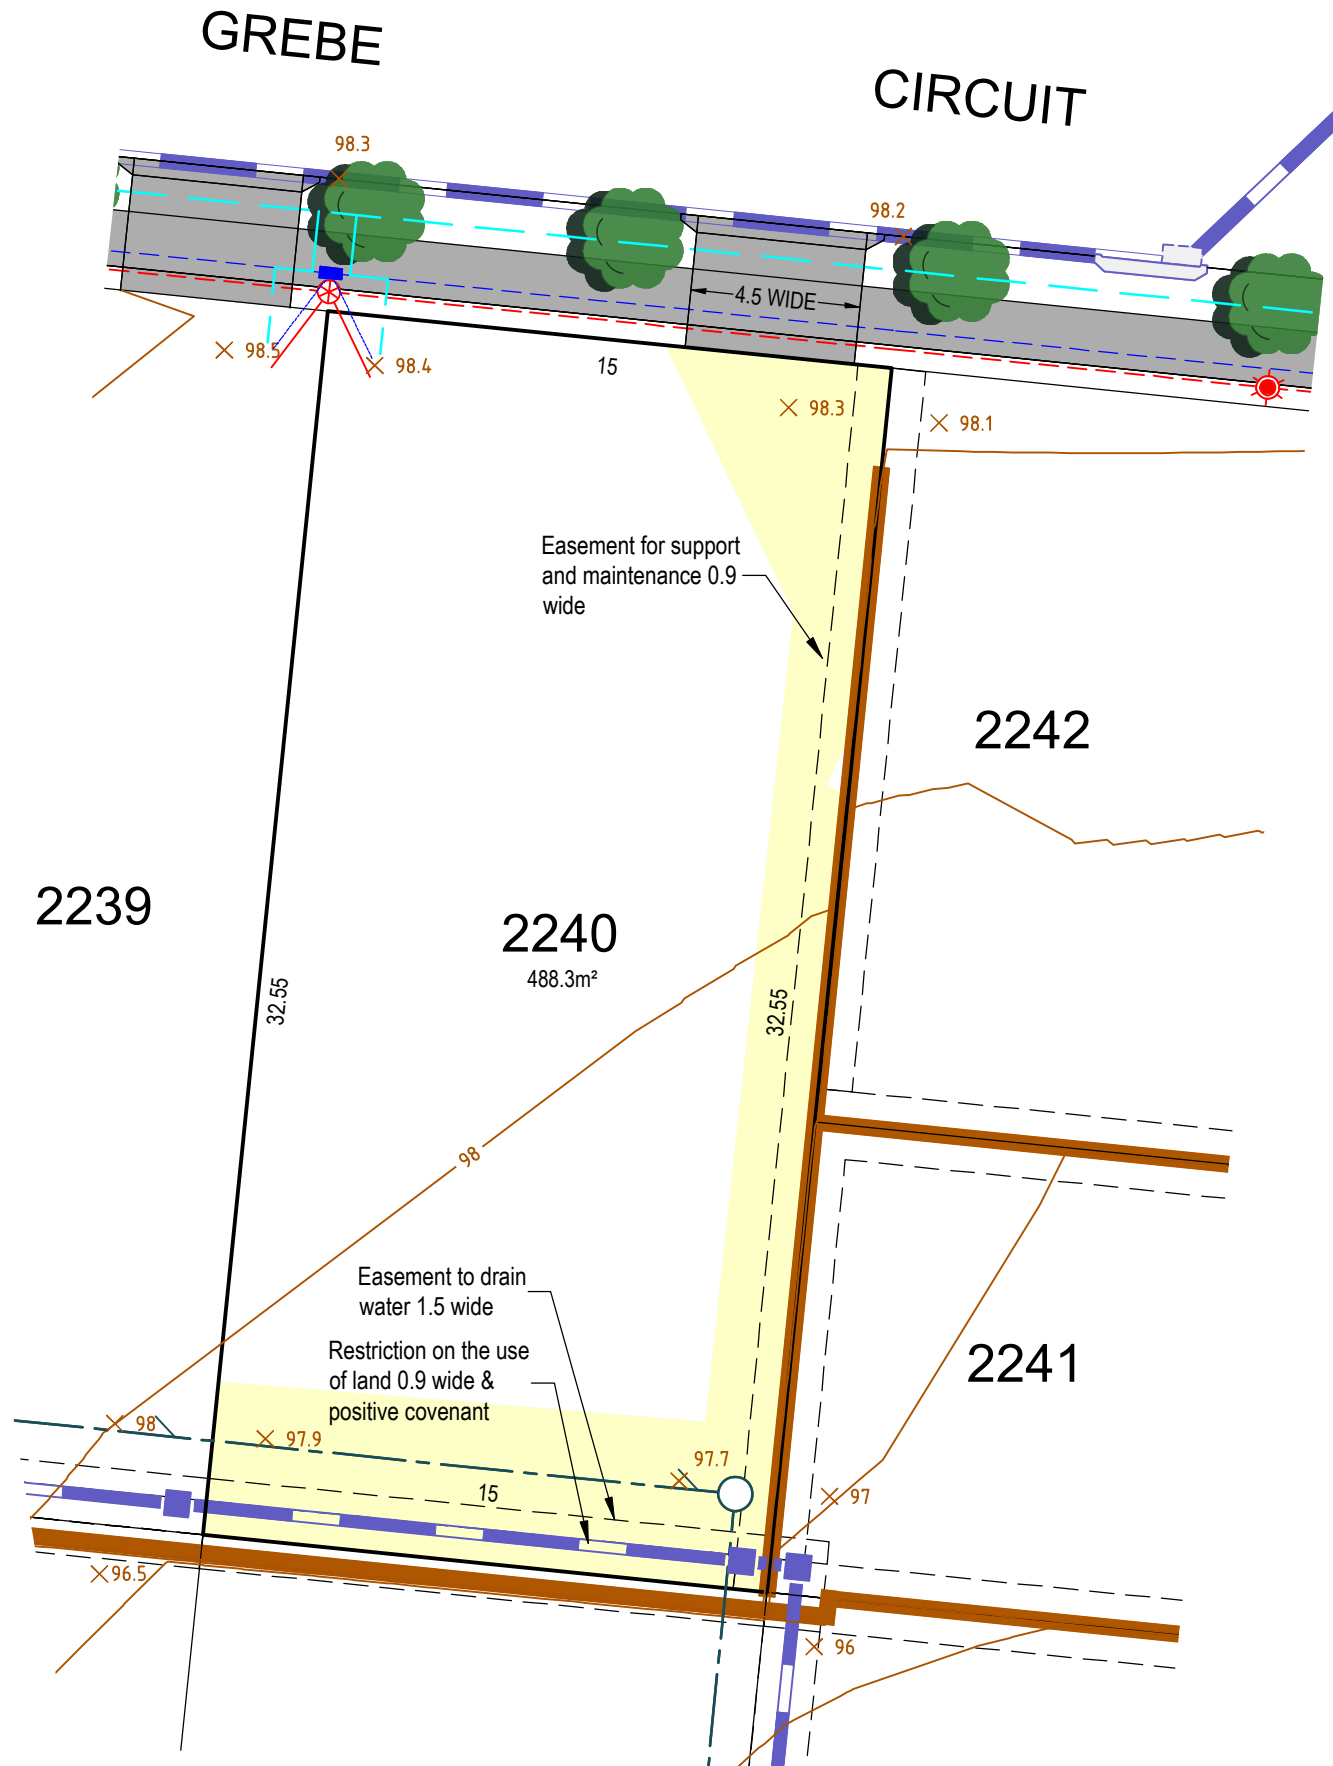 GREBE
CIRCUIT
98.3
98.2
4.5 WIDE
98.5
98.4
15
98.3
98.1
Easement for support
and maintenance 0.9
wide
2242
2239
2240
488.3m²
32.55
32.55
98
Easement to drain
water 1.5 wide
Restriction on the use
of land 0.9 wide &
positive covenant
2241
98
97.9
97.7
15
97
96.5
96